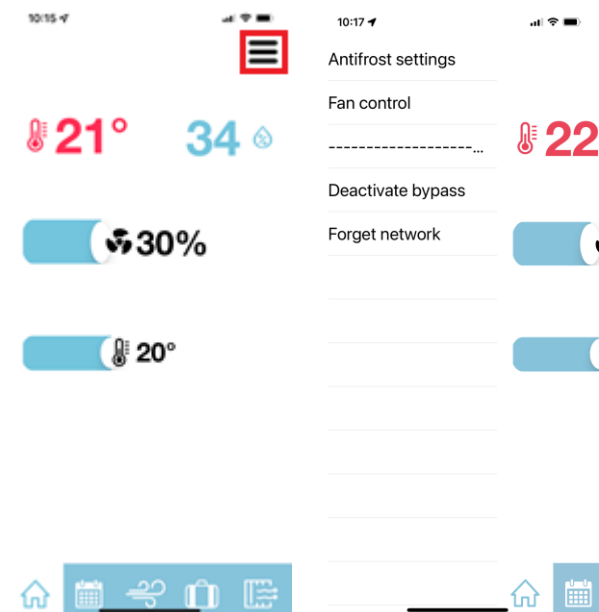 10:15
21°
34
30%
20°
10:17
Antifrost settings
Fan control
-------------------...
Deactivate bypass
Forget network
22